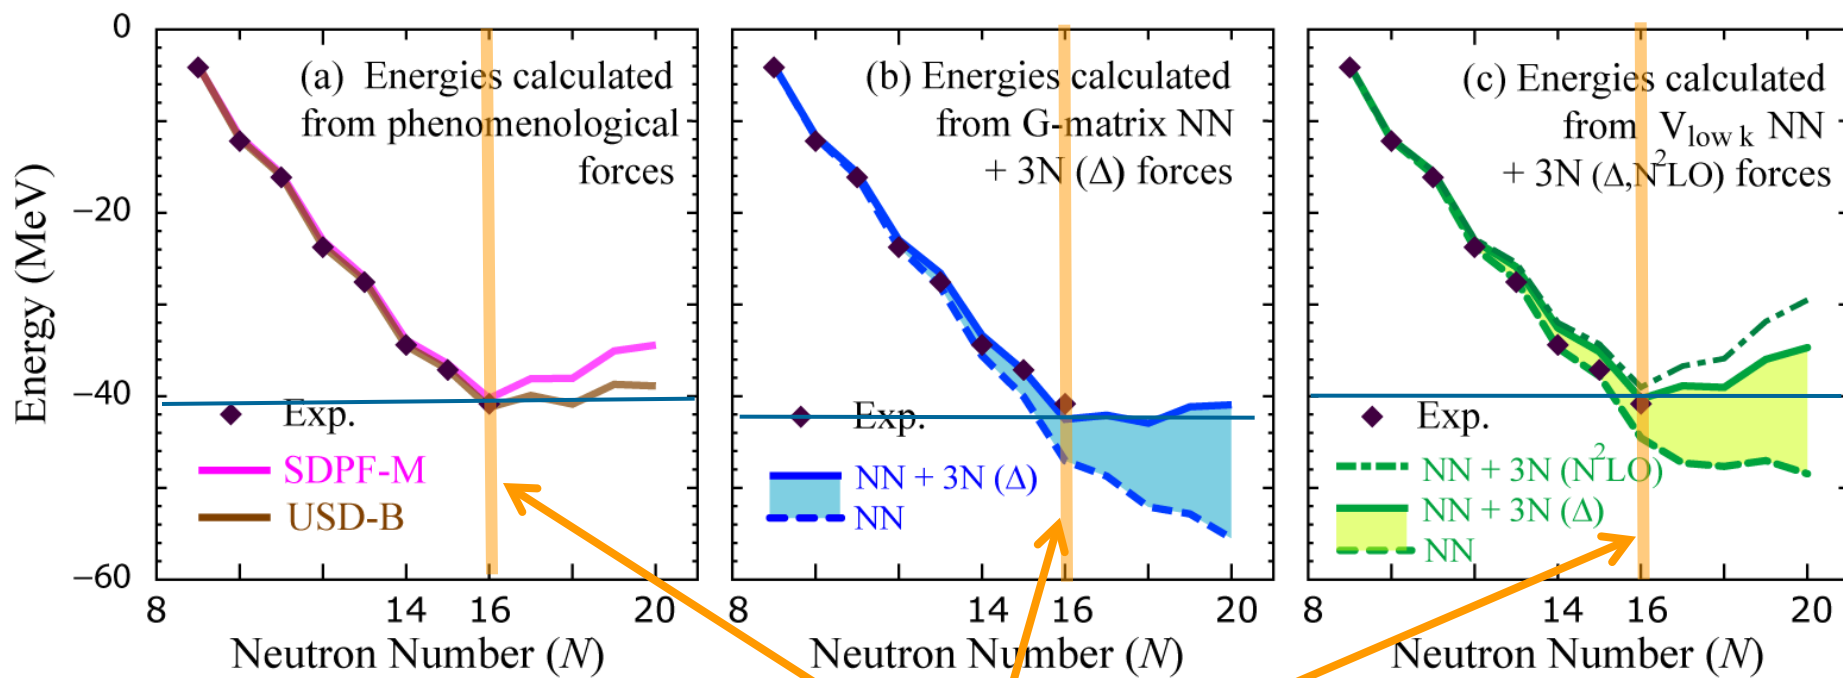 0
−20
−40
−60
Energy (MeV)
(a) Energies calculated
from phenomenological
forces
Exp.
SDPF-M
USD-B
8
14
16
20
Neutron Number (N)
(b) Energies calculated
from G-matrix NN
+ 3N (Δ) forces
Exp.
NN + 3N (Δ)
NN
8
14
16
20
Neutron Number (N)
(c) Energies calculated
from V_low k NN
+ 3N (Δ,N²LO) forces
Exp.
NN + 3N (N²LO)
NN + 3N (Δ)
NN
8
14
16
20
Neutron Number (N)